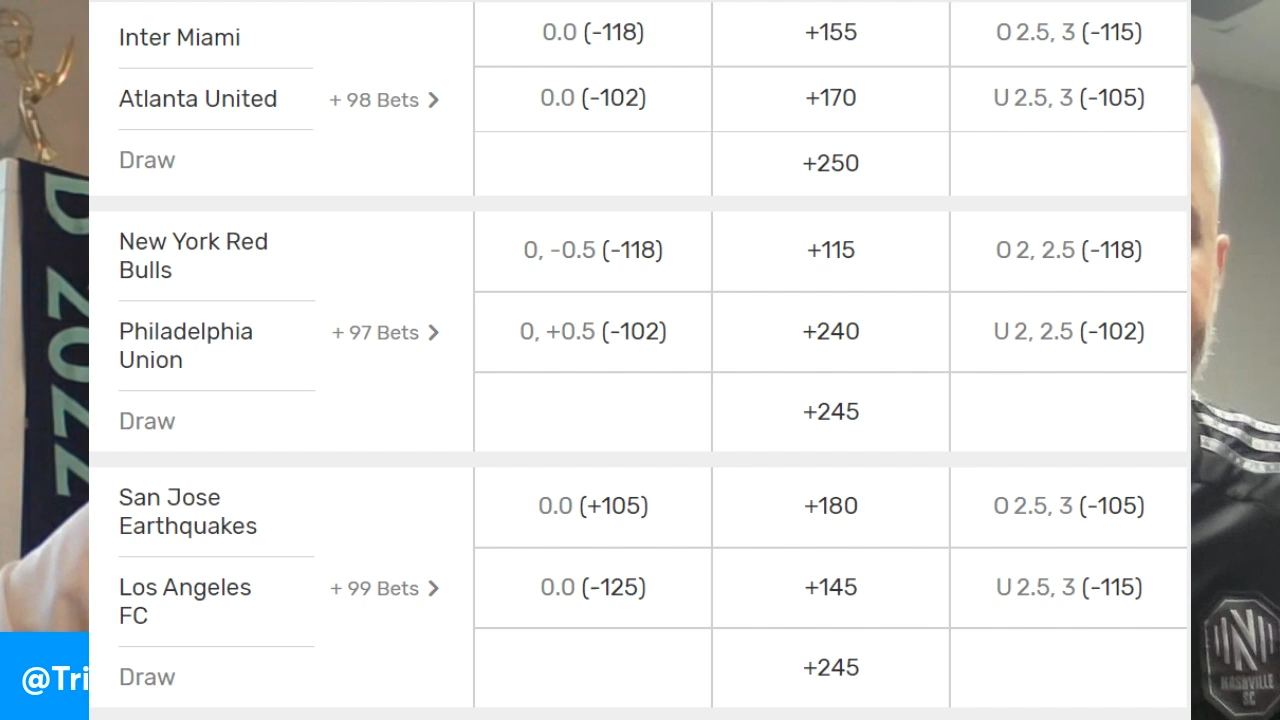 Inter Miami
0.0 (-118)
+155
O 2.5, 3 (-115)
Atlanta United
+ 98 Bets
0.0 (-102)
+170
U 2.5, 3 (-105)
Draw
+250
New York Red
Bulls
0, -0.5 (-118)
+115
O 2, 2.5 (-118)
Philadelphia
Union
+ 97 Bets
0, +0.5 (-102)
+240
U 2, 2.5 (-102)
Draw
+245
San Jose
Earthquakes
0.0 (+105)
+180
O 2.5, 3 (-105)
Los Angeles
FC
+ 99 Bets
0.0 (-125)
+145
U 2.5, 3 (-115)
Draw
+245
@Tri
NASHVILLE
SC